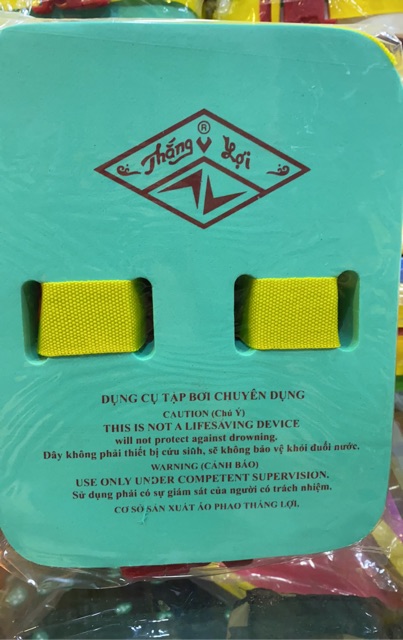 Thắng Lợi
®
DỤNG CỤ TẬP BƠI CHUYÊN DỤNG
CAUTION (Chú Ý)
THIS IS NOT A LIFESAVING DEVICE
will not protect against drowning.
Dây không phải thiết bị cứu siûh, sẽ không bảo vệ khỏi đuối nước.
WARNING (CẢNH BÁO)
USE ONLY UNDER COMPETENT SUPERVISION.
Sử dụng phải có sự giám sát của người có trách nhiệm.
CƠ SỞ SẢN XUẤT ÁO PHAO THẮNG LỢI.